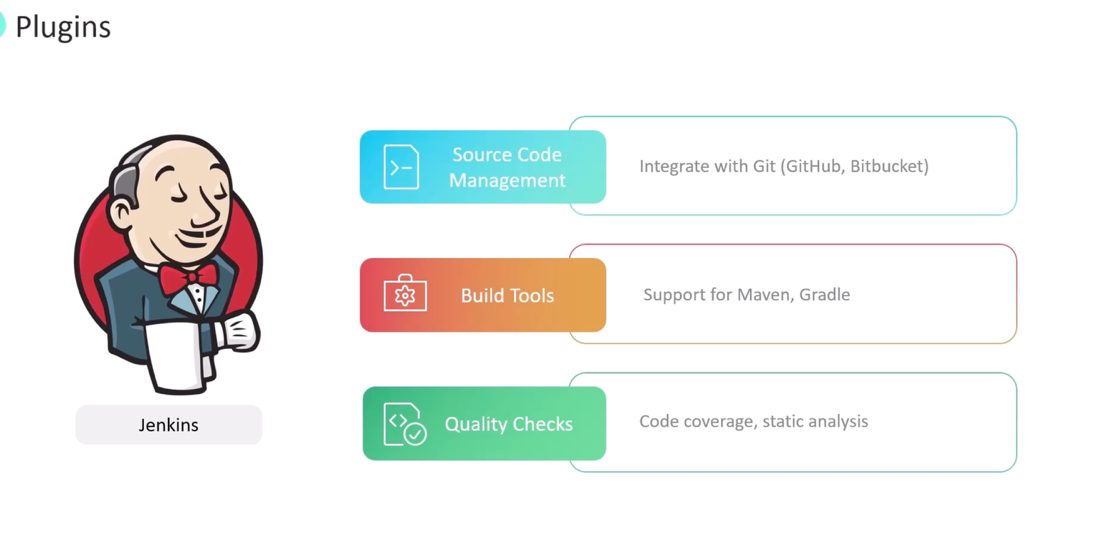 Plugins
Source Code
Management
Integrate with Git (GitHub, Bitbucket)
Build Tools
Support for Maven, Gradle
Quality Checks
Code coverage, static analysis
Jenkins